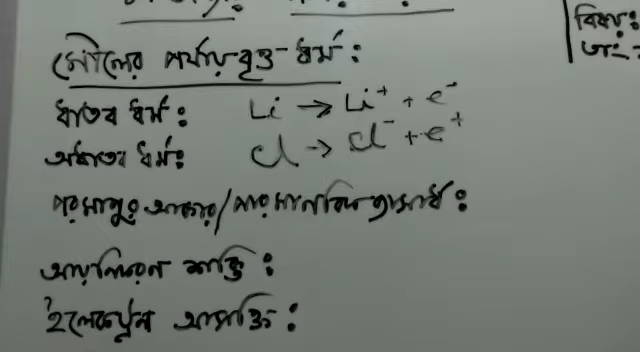 বিষয়:
তাং:
মৌলের পর্যায়বৃত্ত ধর্ম:
ধাতব ধর্ম: Li → Li⁺ + e⁻
অধাতব ধর্ম: Cl → Cl⁻ + e⁺
পরমাণুর আকার/পারমাণবিক ব্যাসার্ধ:
আয়নিকরণ শক্তি:
ইলেকট্রন আসক্তি: